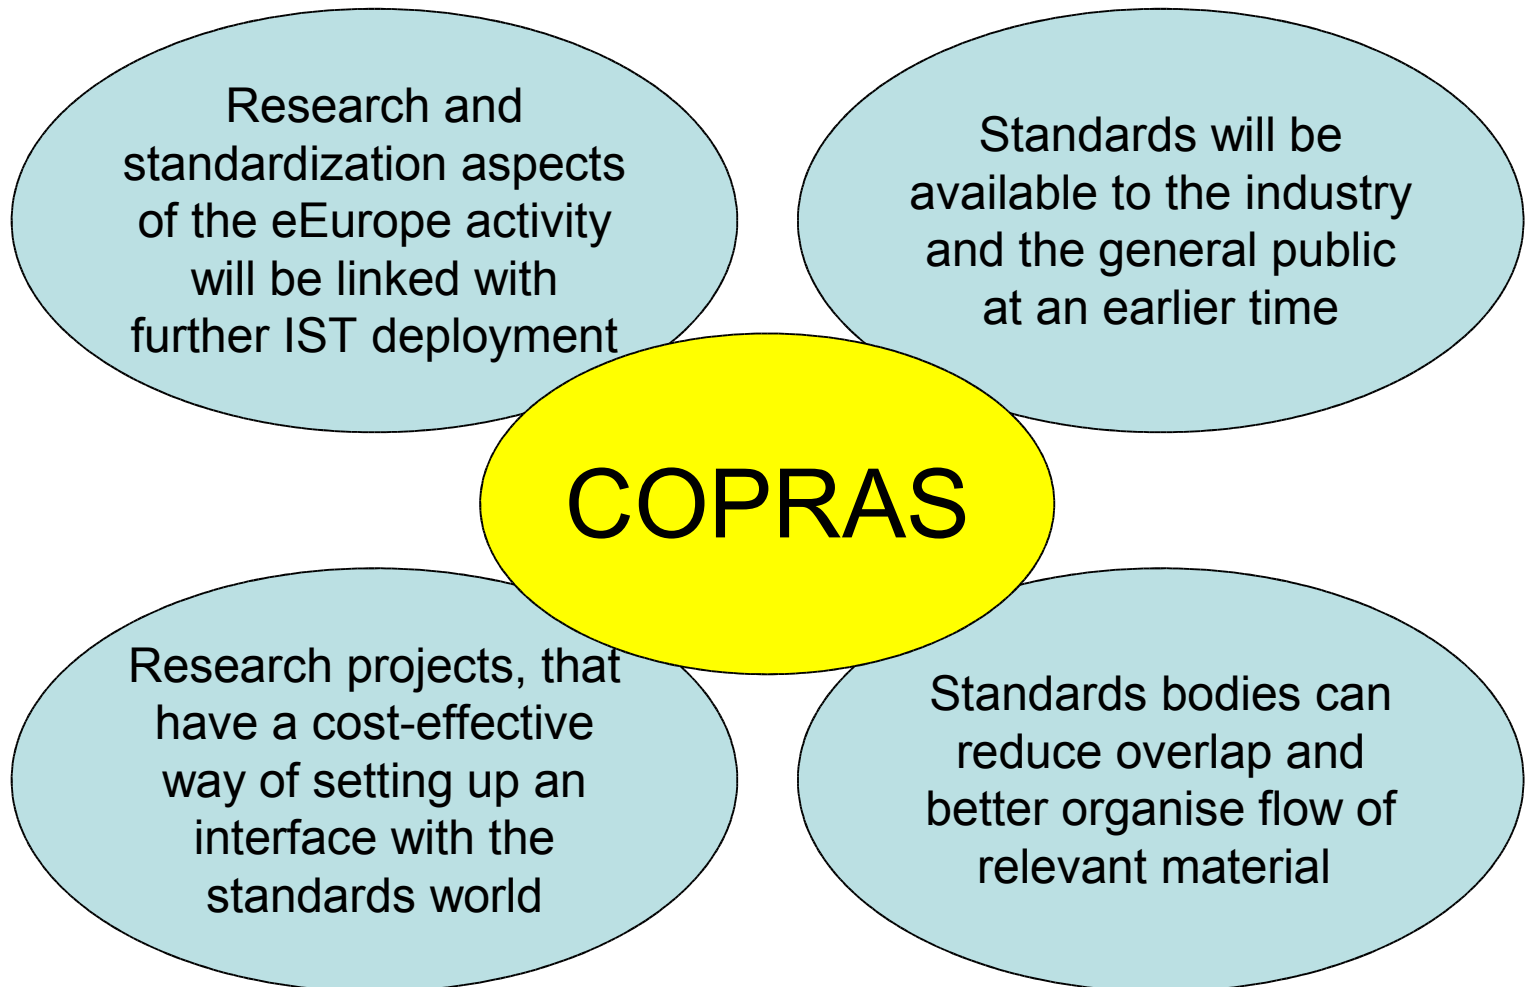 Research and
standardization aspects
of the eEurope activity
will be linked with
further IST deployment
Standards will be
available to the industry
and the general public
at an earlier time
COPRAS
Research projects, that
have a cost-effective
way of setting up an
interface with the
standards world
Standards bodies can
reduce overlap and
better organise flow of
relevant material